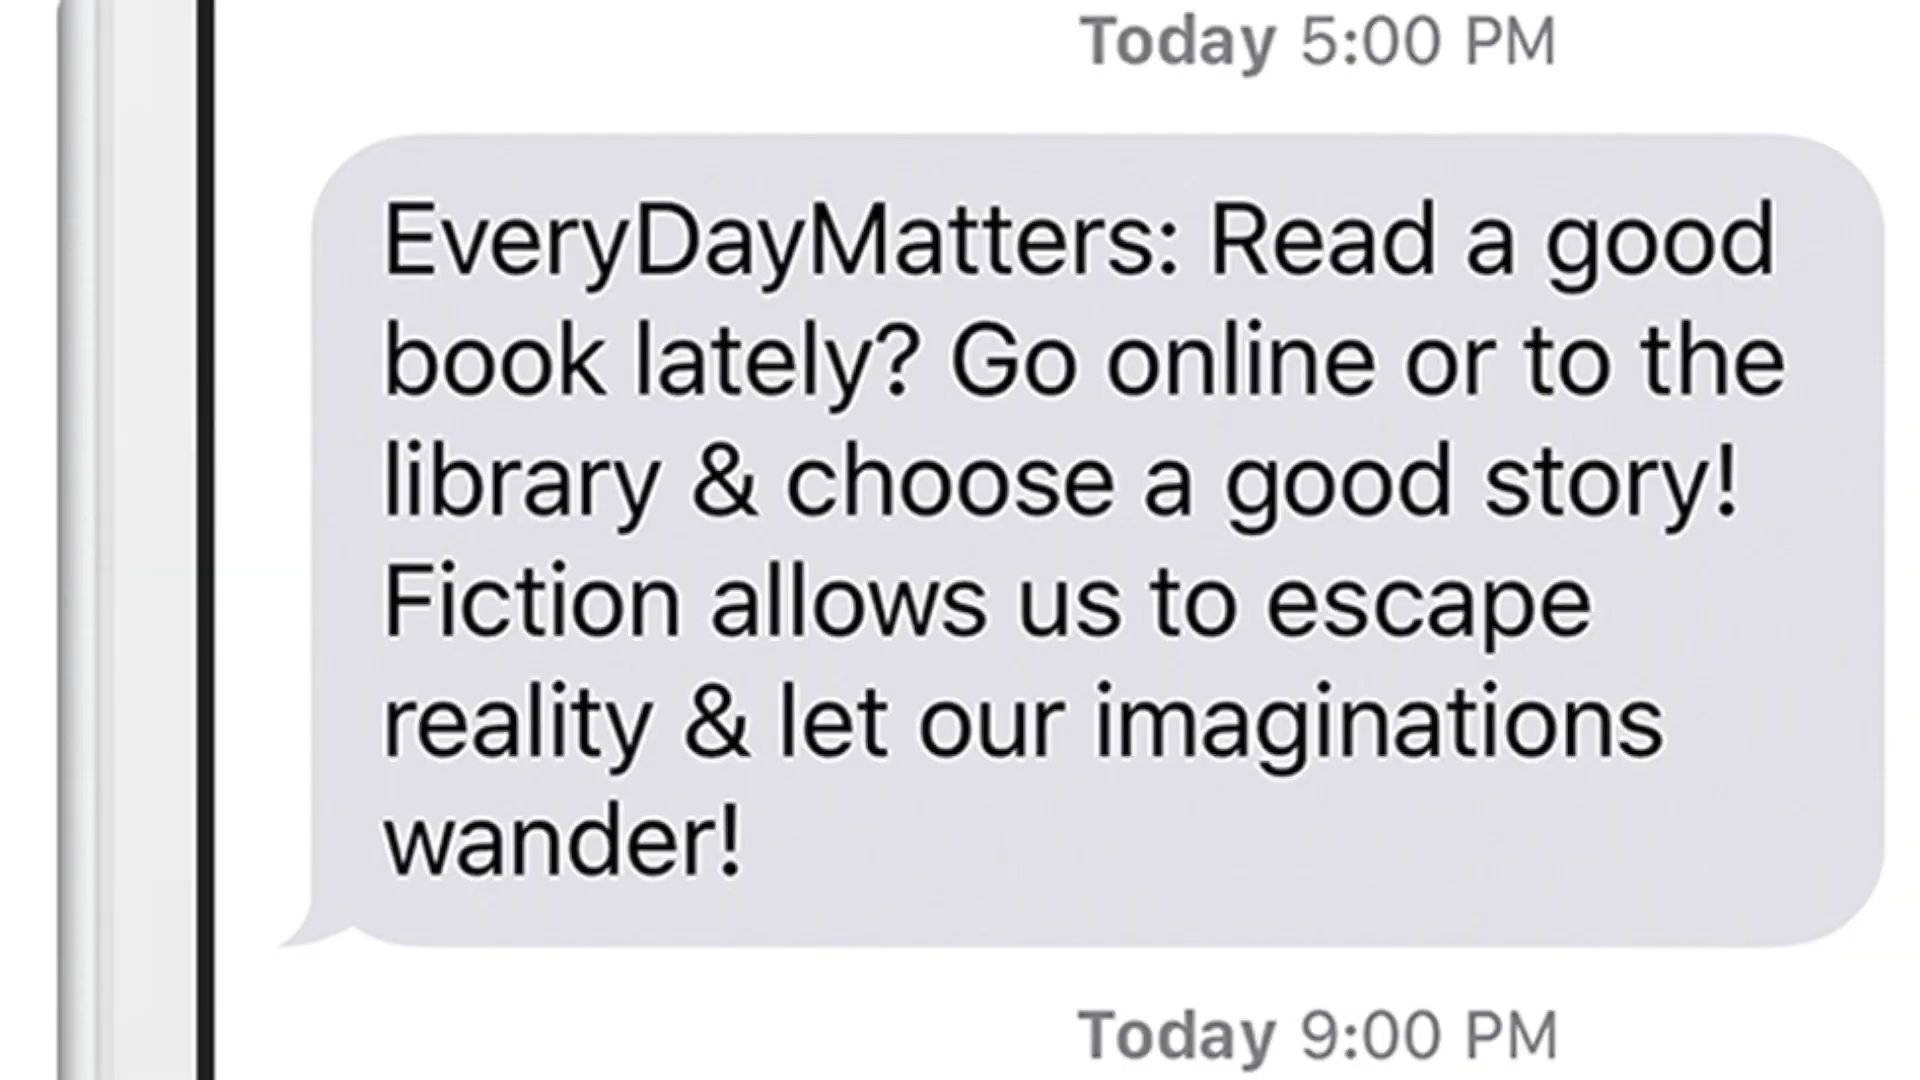 Today 5:00 PM
EveryDayMatters: Read a good
book lately? Go online or to the
library & choose a good story!
Fiction allows us to escape
reality & let our imaginations
wander!
Today 9:00 PM